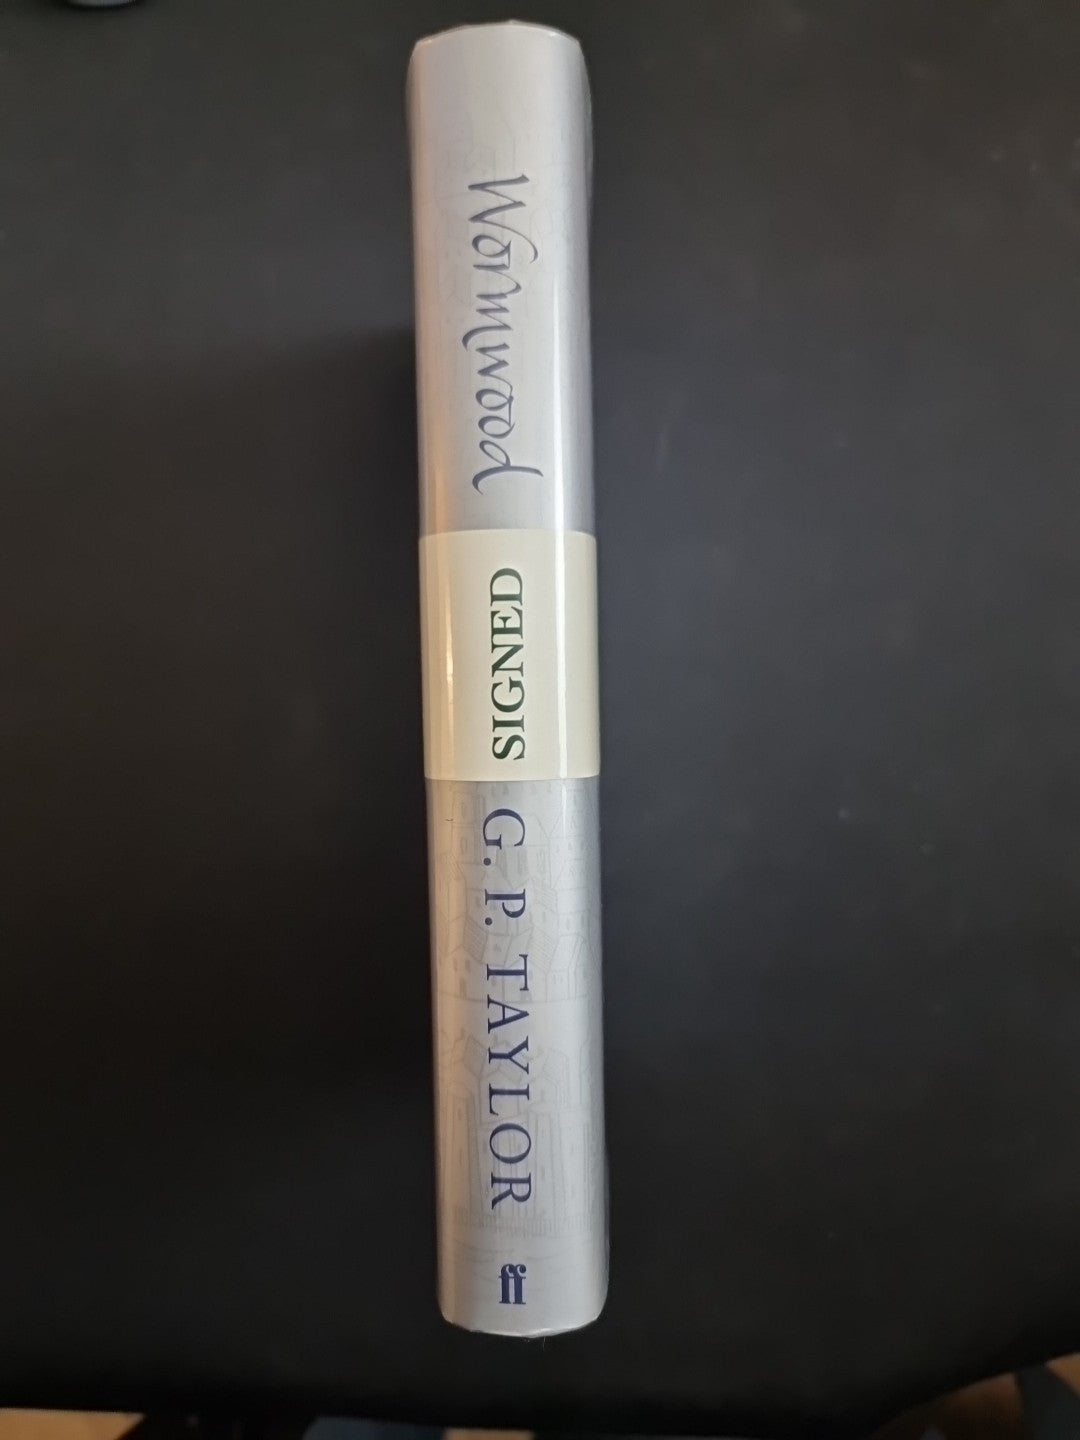 Wormwood
SIGNED
G. P. TAYLOR
ff